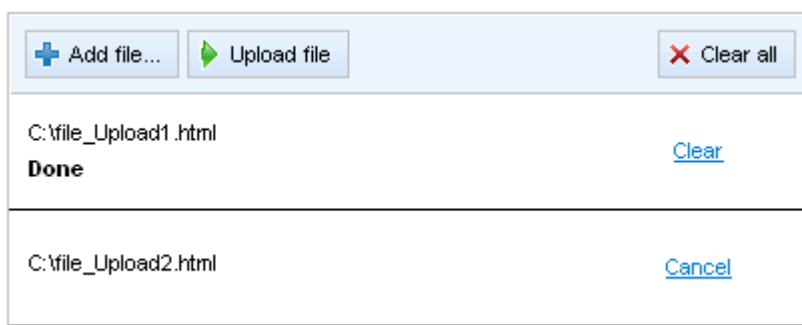 Add file... Upload file Clear all
C:\file_Upload1.html
Done
Clear
C:\file_Upload2.html
Cancel